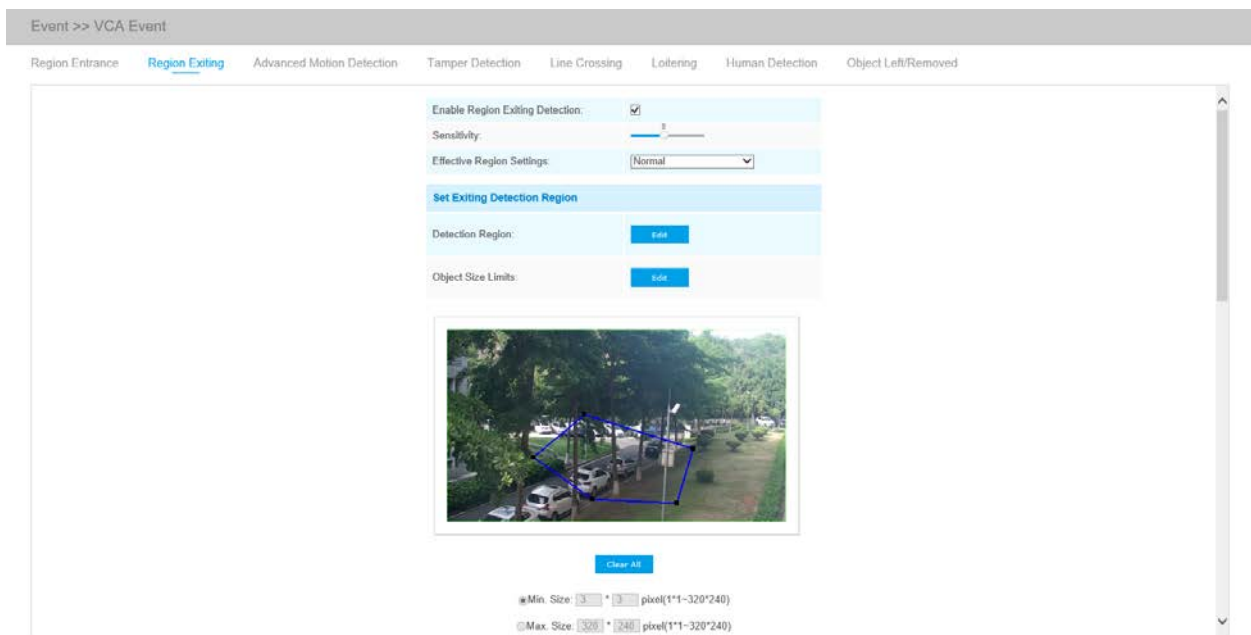 Event >> VCA Event
Region Entrance Region Exiting Advanced Motion Detection Tamper Detection Line Crossing Loitering Human Detection Object Left/Removed
Enable Region Exiting Detection:
Sensitivity:
Effective Region Settings: Normal
Set Exiting Detection Region
Detection Region: Edit
Object Size Limits: Edit
Clear All
Min. Size: 3 * 3 pixel(1*1~320*240)
Max. Size: 320 * 240 pixel(1*1~320*240)